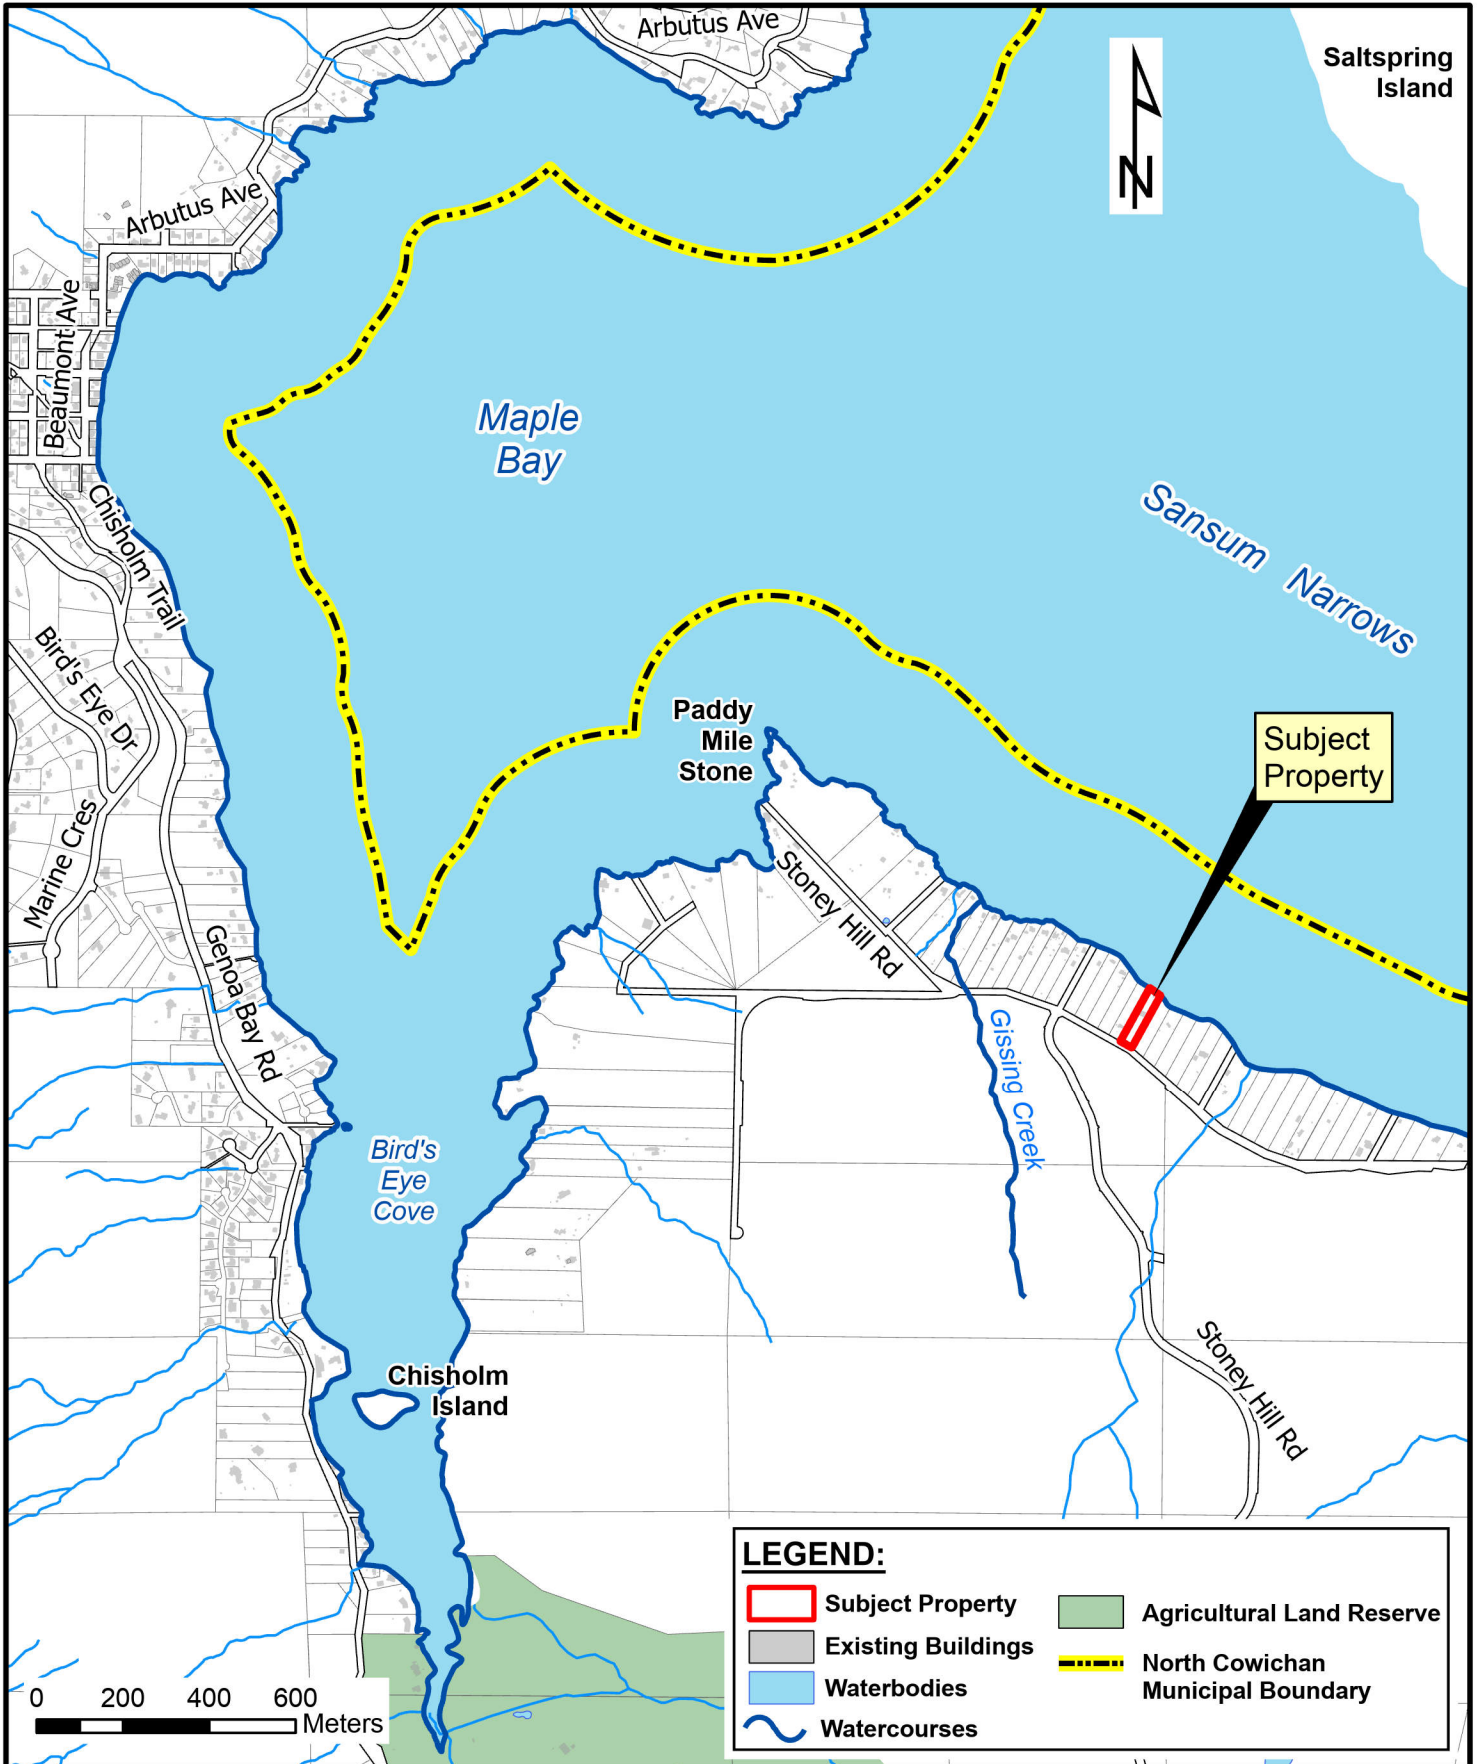 Arbutus Ave
Saltspring
Island
N
Arbutus Ave
Beaumont Ave
Maple
Bay
Sansum Narrows
Chisholm Trail
Bird's Eye Dr
Paddy
Mile
Stone
Subject
Property
Marine Cres
Stoney Hill Rd
Genoa Bay Rd
Gissing Creek
Bird's
Eye
Cove
Stoney Hill Rd
Chisholm
Island
LEGEND:
Subject Property
Existing Buildings
Waterbodies
Watercourses
Agricultural Land Reserve
North Cowichan
Municipal Boundary
0 200 400 600
Meters